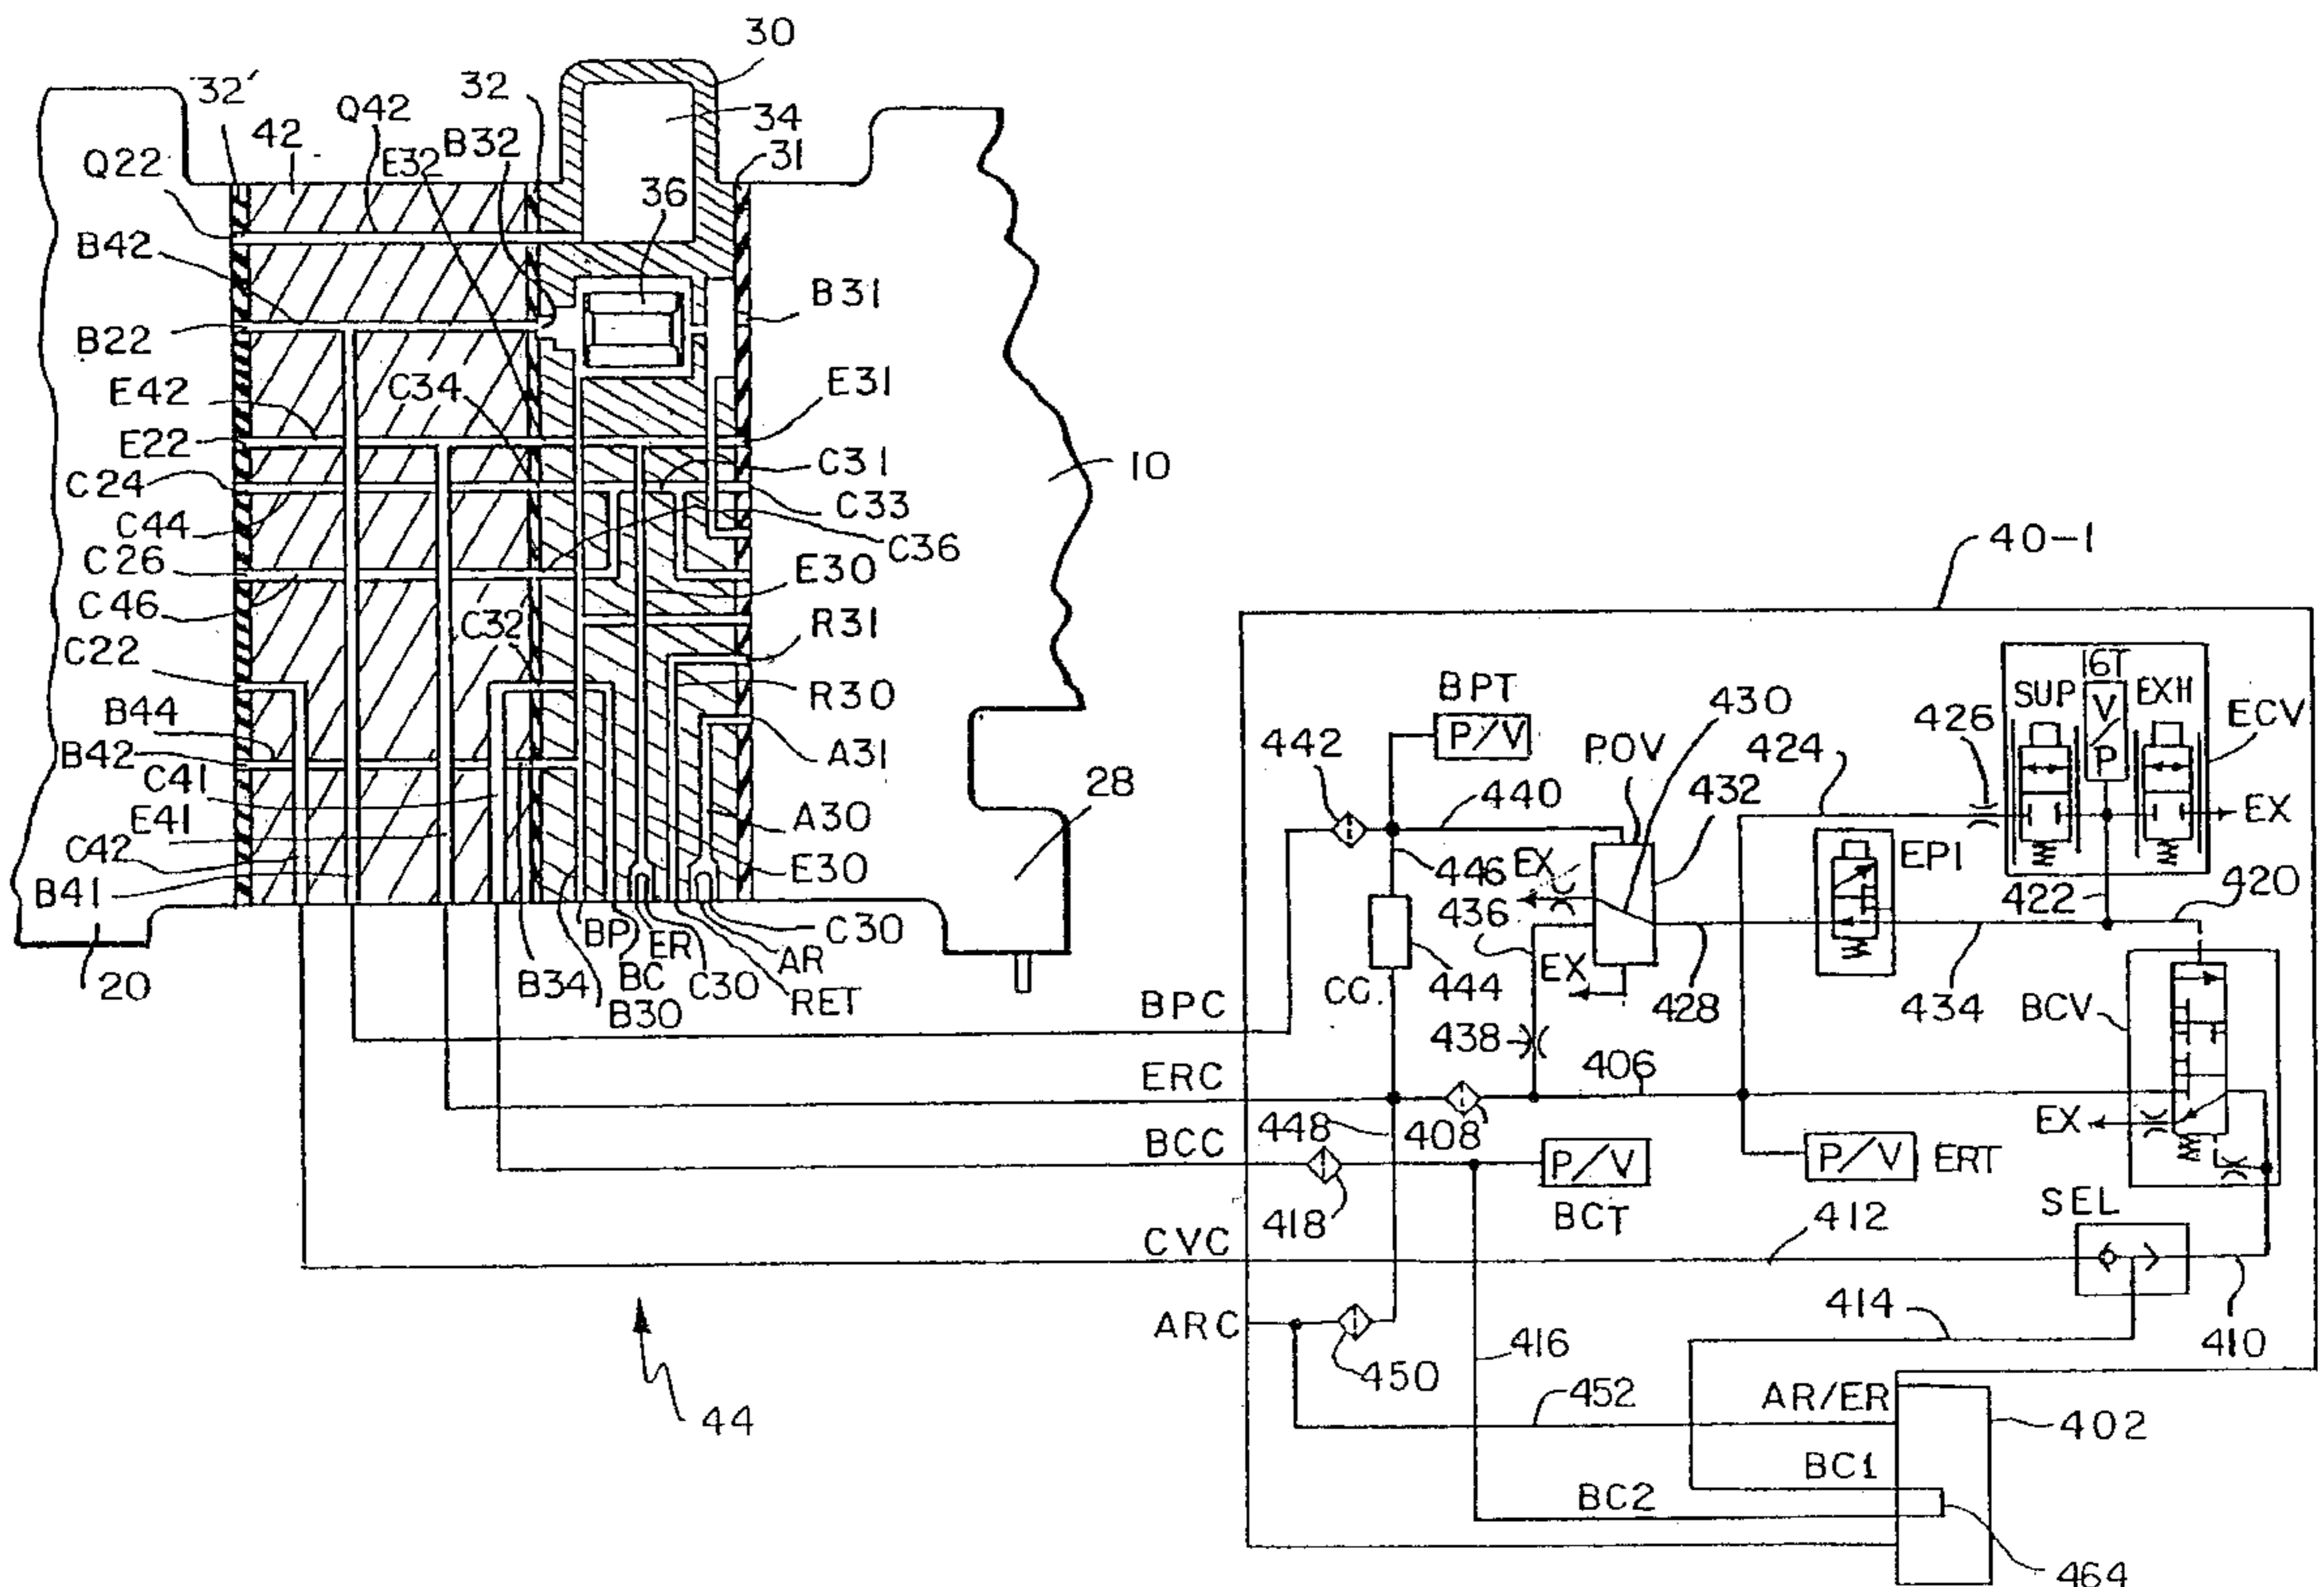 30
32'
32
Q42
42
E32
B32
34
31
Q22
36
B42
B31
B22
C34
E31
E42
E22
C31
C24
10
C33
C44
C36
C26
E30
C46
C32
R31
C22
R30
B44
A31
B42
C41
28
A30
E41
C42
E30
B41
20
BP
ER
C30
BC
C30
AR
B34
B30
RET
44
40-1
BPT
P/V
430
6T
SUP
V/P
EXH
ECV
442
POV
432
424
426
440
EX
EP1
EX
446
436
422
420
EX
CC.
444
428
434
BCV
BPC
438
406
ERC
448
408
EX
BCC
P/V
P/V
ERT
418
BCT
SEL
412
CVC
414
ARC
416
410
450
452
AR/ER
402
BC1
BC2
464